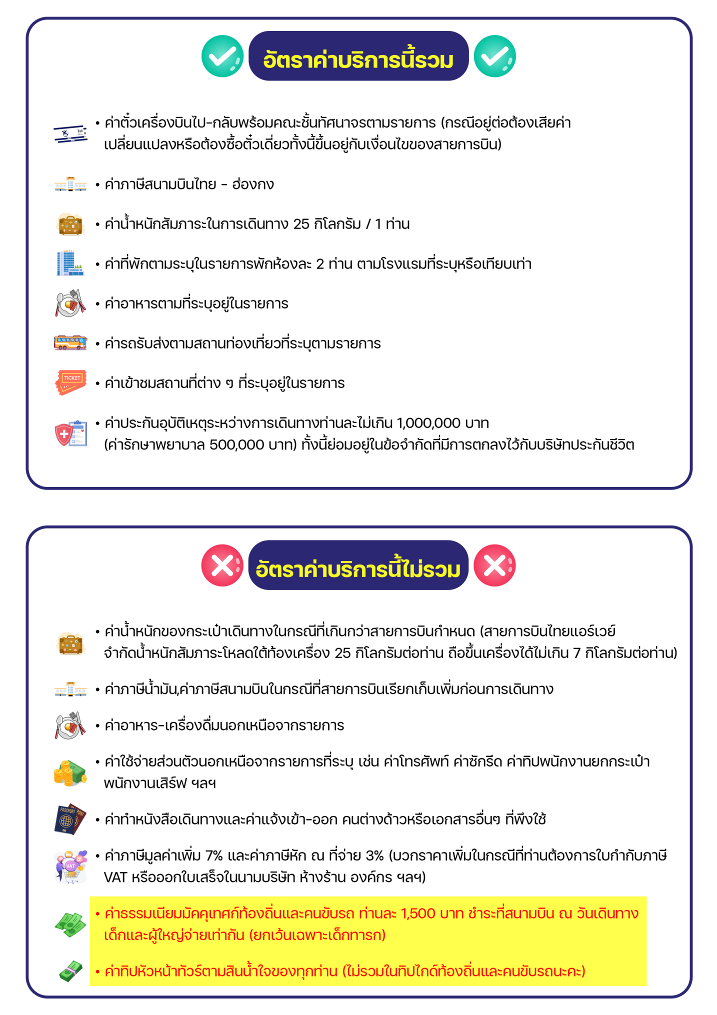 อัตราค่าบริการนี้รวม
• ค่าตั๋วเครื่องบินไป-กลับพร้อมคณะชั้นทัศนาจรตามรายการ (กรณีอยู่ต่อต้องเสียค่า
เปลี่ยนแปลงหรือต้องซื้อตั๋วเดี่ยวทั้งนี้ขึ้นอยู่กับเงื่อนไขของสายการบิน)
• ค่าภาษีสนามบินไทย - ฮ่องกง
• ค่าน้ำหนักสัมภาระในการเดินทาง 25 กิโลกรัม / 1 ท่าน
• ค่าที่พักตามระบุในรายการพักห้องละ 2 ท่าน ตามโรงแรมที่ระบุหรือเทียบเท่า
• ค่าอาหารตามที่ระบุอยู่ในรายการ
• ค่ารถรับส่งตามสถานท่องเที่ยวที่ระบุตามรายการ
TICKET
• ค่าเข้าชมสถานที่ต่าง ๆ ที่ระบุอยู่ในรายการ
• ค่าประกันอุบัติเหตุระหว่างการเดินทางท่านละไม่เกิน 1,000,000 บาท
(ค่ารักษาพยาบาล 500,000 บาท) ทั้งนี้ย่อมอยู่ในข้อจำกัดที่มีการตกลงไว้กับบริษัทประกันชีวิต
อัตราค่าบริการนี้ไม่รวม
• ค่าน้ำหนักของกระเป๋าเดินทางในกรณีที่เกินกว่าสายการบินกำหนด (สายการบินไทยแอร์เวย์
จำกัดน้ำหนักสัมภาระโหลดใต้ท้องเครื่อง 25 กิโลกรัมต่อท่าน ถือขึ้นเครื่องได้ไม่เกิน 7 กิโลกรัมต่อท่าน)
• ค่าภาษีน้ำมัน,ค่าภาษีสนามบินในกรณีที่สายการบินเรียกเก็บเพิ่มก่อนการเดินทาง
• ค่าอาหาร-เครื่องดื่มนอกเหนือจากรายการ
• ค่าใช้จ่ายส่วนตัวนอกเหนือจากรายการที่ระบุ เช่น ค่าโทรศัพท์ ค่าซักรีด ค่าทิปพนักงานยกกระเป๋า
พนักงานเสิร์ฟ ฯลฯ
• ค่าทำหนังสือเดินทางและค่าแจ้งเข้า-ออก คนต่างด้าวหรือเอกสารอื่นๆ ที่พึงใช้
• ค่าภาษีมูลค่าเพิ่ม 7% และค่าภาษีหัก ณ ที่จ่าย 3% (บวกราคาเพิ่มในกรณีที่ท่านต้องการใบกำกับภาษี
VAT หรือออกใบเสร็จในนามบริษัท ห้างร้าน องค์กร ฯลฯ)
• ค่าธรรมเนียมมัคคุเทศก์ท้องถิ่นและคนขับรถ ท่านละ 1,500 บาท ชำระที่สนามบิน ณ วันเดินทาง
เด็กและผู้ใหญ่จ่ายเท่ากัน (ยกเว้นเฉพาะเด็กทารก)
• ค่าทิปหัวหน้าทัวร์ตามสินน้ำใจของทุกท่าน (ไม่รวมในทิปไกด์ท้องถิ่นและคนขับรถนะคะ)